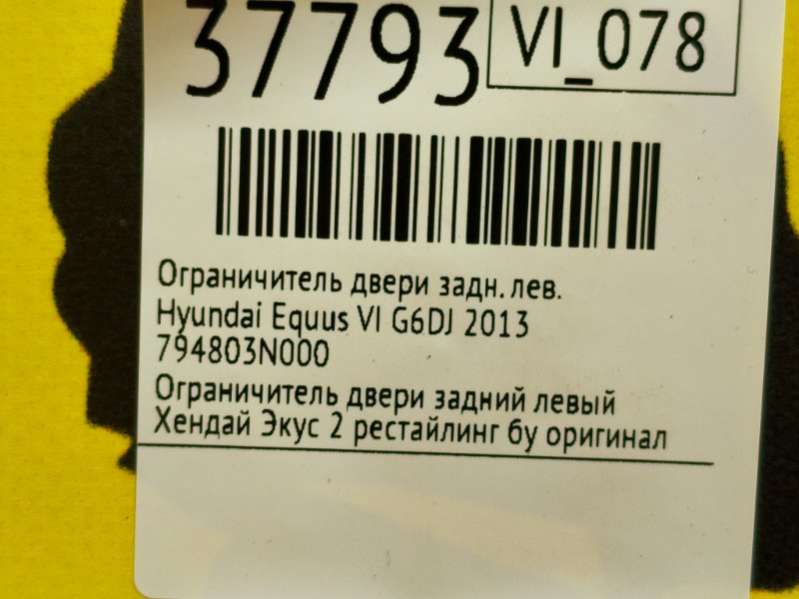 37793
VI_078
Ограничитель двери задн. лев.
Hyundai Equus VI G6DJ 2013
794803N000
Ограничитель двери задний левый
Хендай Экус 2 рестайлинг бу оригинал